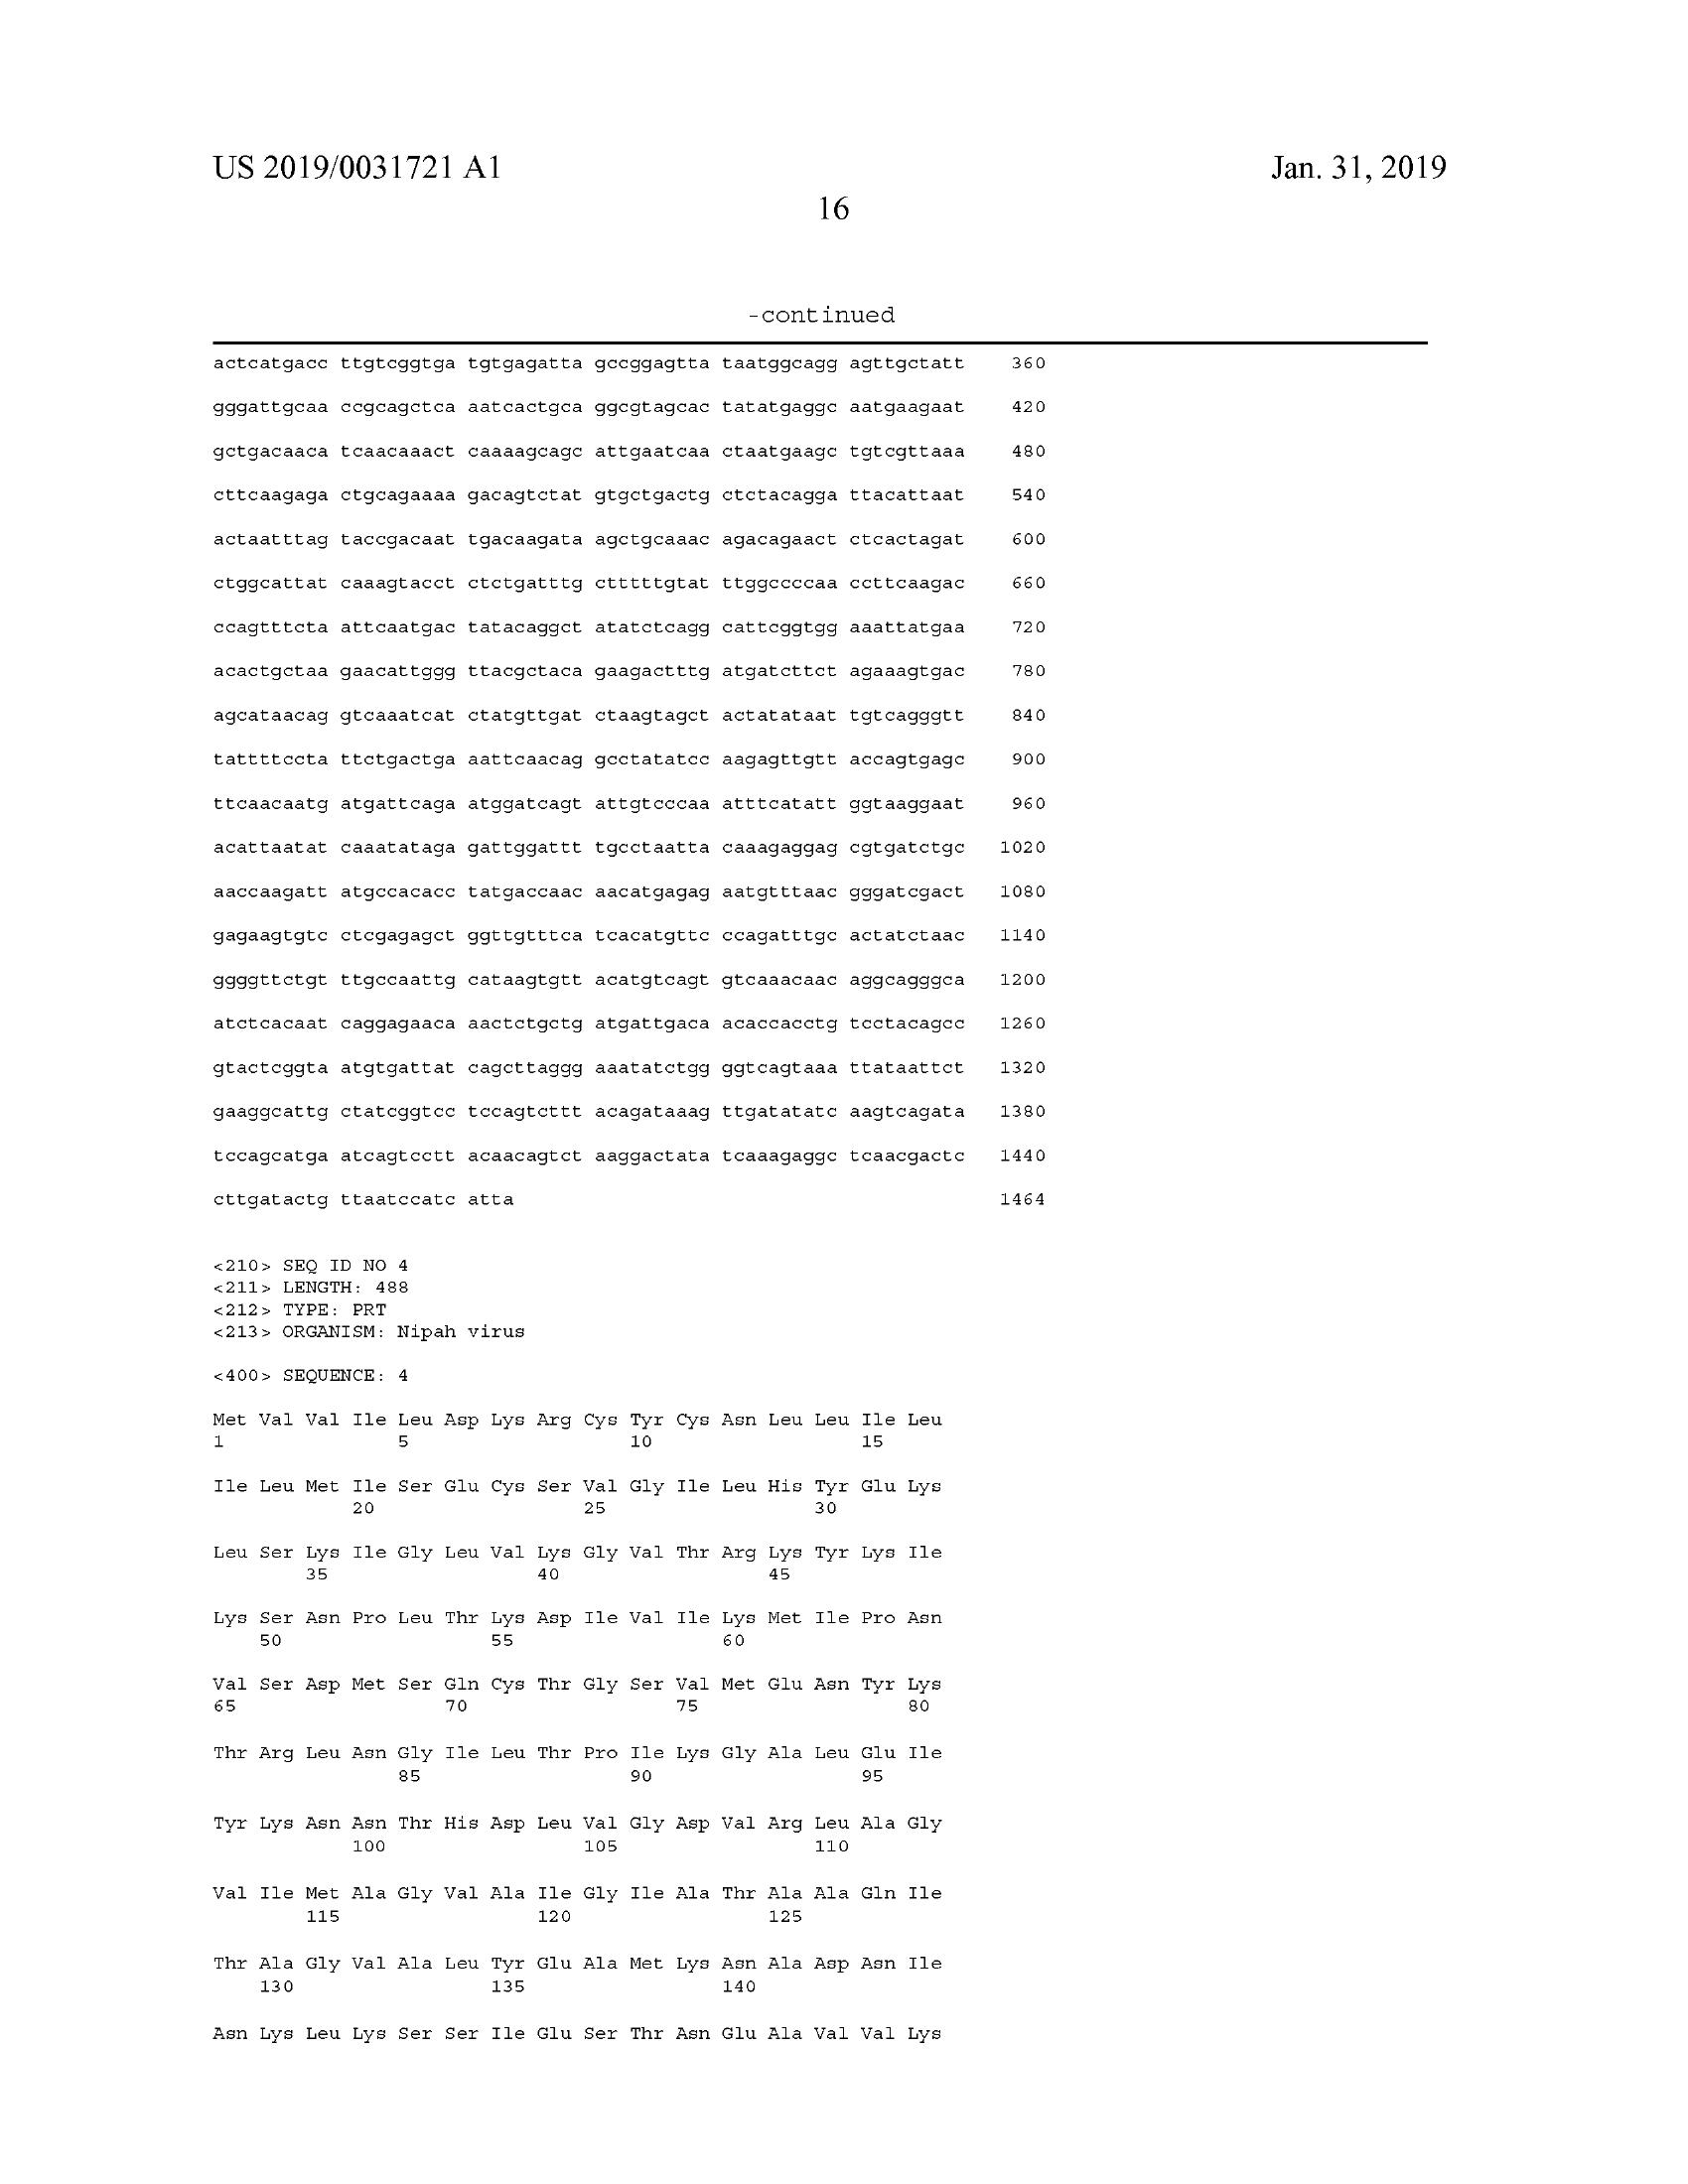 US 2019/0031721 A1
Jan. 31, 2019
16
-continued
actcatgacc ttgtcggtga tgtgagatta gccggagtta taatggcagg agttgctatt 360
gggattgcaa ccgcagctca aatcactgca ggcgtagcac tatatgaggc aatgaagaat 420
gctgacaaca tcaacaaact caaaagcagc attgaatcaa ctaatgaagc tgtcgttaaa 480
cttcaagaga ctgcagaaaa gacagtctat gtgctgactg ctctacagga ttacattaat 540
actaatttag taccgacaat tgacaagata agctgcaaac agacagaact ctcactagat 600
ctggcattat caaagtacct ctctgatttg ctttttgtat ttggccccaa ccttcaagac 660
ccagtttcta attcaatgac tatacaggct atatctcagg cattcggtgg aaattatgaa 720
acactgctaa gaacattggg ttacgctaca gaagactttg atgatcttct agaaagtgac 780
agcataacag gtcaaatcat ctatgttgat ctaagtagct actatataat tgtcagggtt 840
tattttccta ttctgactga aattcaacag gcctatatcc aagagttgtt accagtgagc 900
ttcaacaatg atgattcaga atggatcagt attgtcccaa atttcatatt ggtaaggaat 960
acattaatat caaatataga gattggattt tgcctaatta caaagaggag cgtgatctgc 1020
aaccaagatt atgccacacc tatgaccaac aacatgagag aatgtttaac gggatcgact 1080
gagaagtgtc ctcgagagct ggttgtttca tcacatgttc ccagatttgc actatctaac 1140
ggggttctgt ttgccaattg cataagtgtt acatgtcagt gtcaaacaac aggcagggca 1200
atctcacaat caggagaaca aactctgctg atgattgaca acaccacctg tcctacagcc 1260
gtactcggta atgtgattat cagcttaggg aaatatctgg ggtcagtaaa ttataattct 1320
gaaggcattg ctatcggtcc tccagtcttt acagataaag ttgatatatc aagtcagata 1380
tccagcatga atcagtcctt acaacagtct aaggactata tcaaagaggc tcaacgactc 1440
cttgatactg ttaatccatc atta 1464
<210> SEQ ID NO 4
<211> LENGTH: 488
<212> TYPE: PRT
<213> ORGANISM: Nipah virus
<400> SEQUENCE: 4
Met Val Val Ile Leu Asp Lys Arg Cys Tyr Cys Asn Leu Leu Ile Leu
1 5 10 15
Ile Leu Met Ile Ser Glu Cys Ser Val Gly Ile Leu His Tyr Glu Lys
20 25 30
Leu Ser Lys Ile Gly Leu Val Lys Gly Val Thr Arg Lys Tyr Lys Ile
35 40 45
Lys Ser Asn Pro Leu Thr Lys Asp Ile Val Ile Lys Met Ile Pro Asn
50 55 60
Val Ser Asp Met Ser Gln Cys Thr Gly Ser Val Met Glu Asn Tyr Lys
65 70 75 80
Thr Arg Leu Asn Gly Ile Leu Thr Pro Ile Lys Gly Ala Leu Glu Ile
85 90 95
Tyr Lys Asn Asn Thr His Asp Leu Val Gly Asp Val Arg Leu Ala Gly
100 105 110
Val Ile Met Ala Gly Val Ala Ile Gly Ile Ala Thr Ala Ala Gln Ile
115 120 125
Thr Ala Gly Val Ala Leu Tyr Glu Ala Met Lys Asn Ala Asp Asn Ile
130 135 140
Asn Lys Leu Lys Ser Ser Ile Glu Ser Thr Asn Glu Ala Val Val Lys